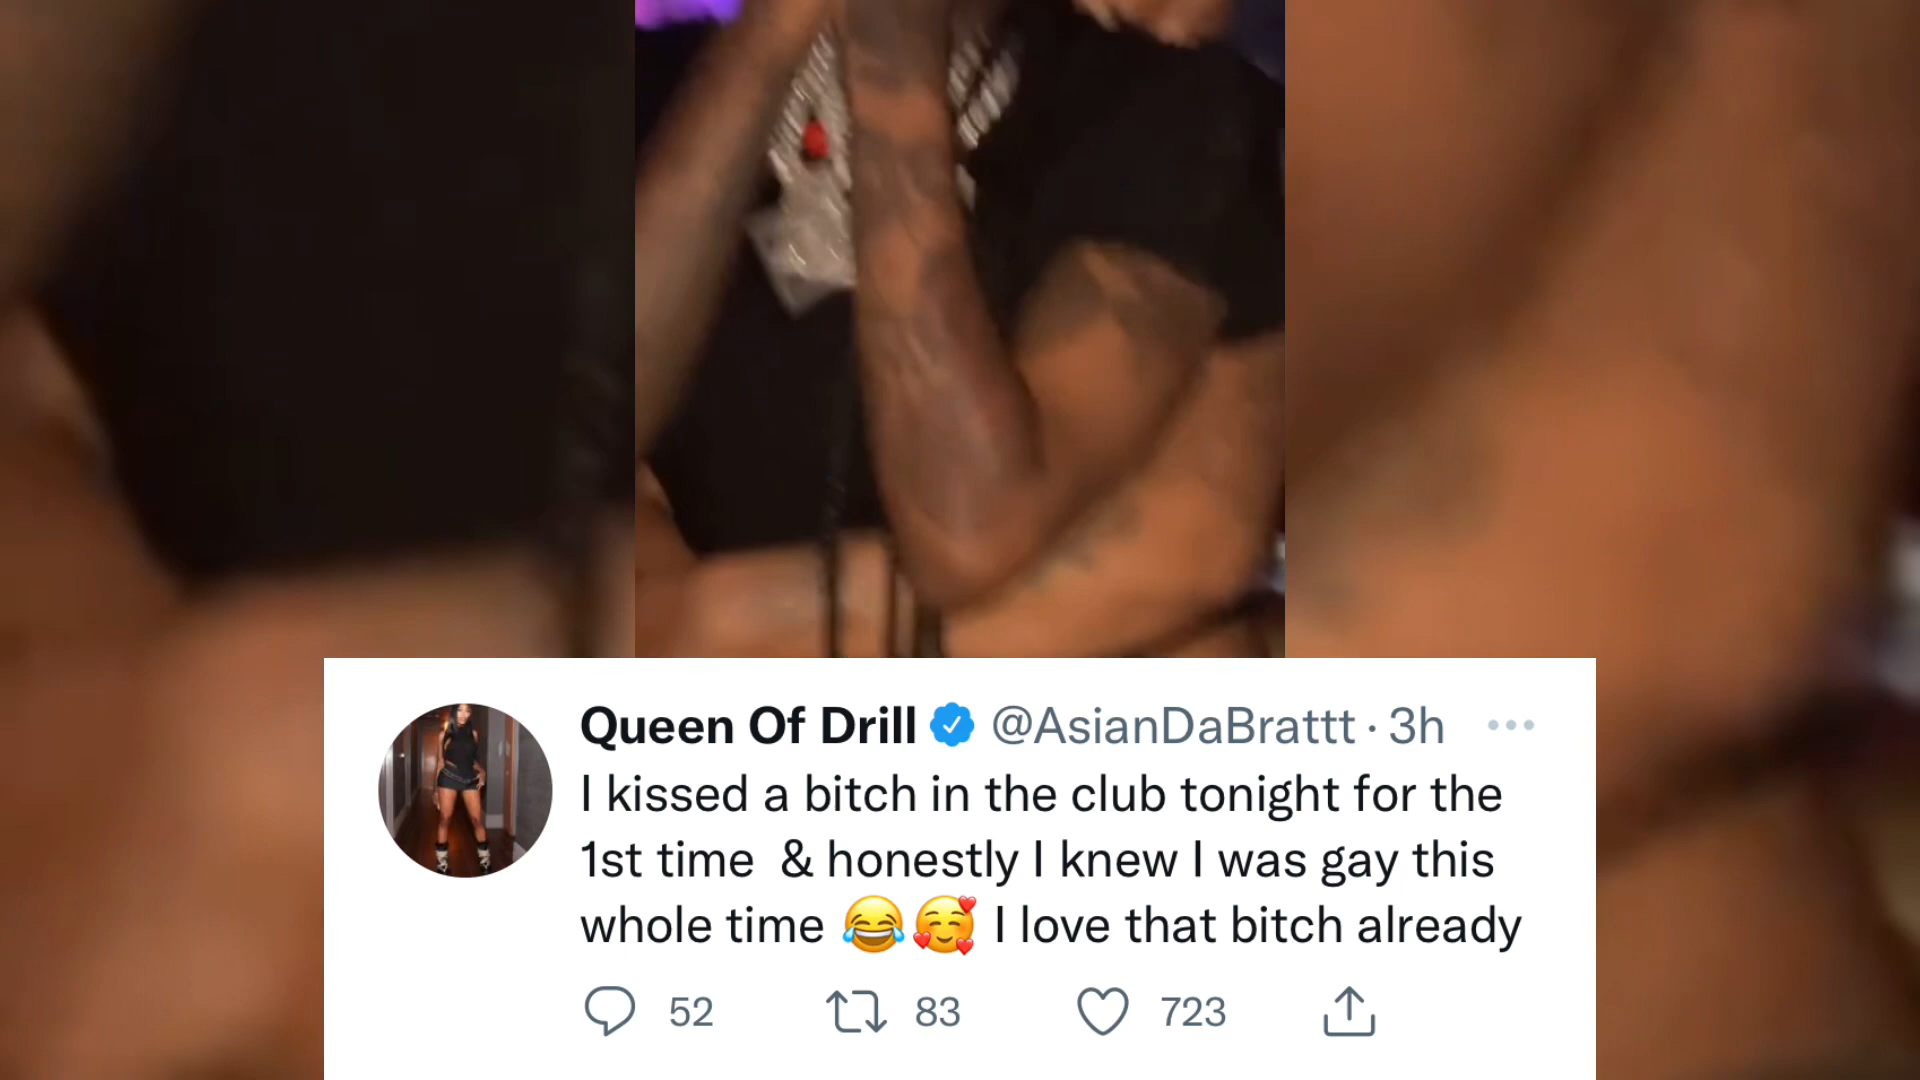 Queen Of Drill @AsianDaBrattt · 3h
I kissed a bitch in the club tonight for the
1st time & honestly I knew I was gay this
whole time 😂🥰 I love that bitch already
52 83 723